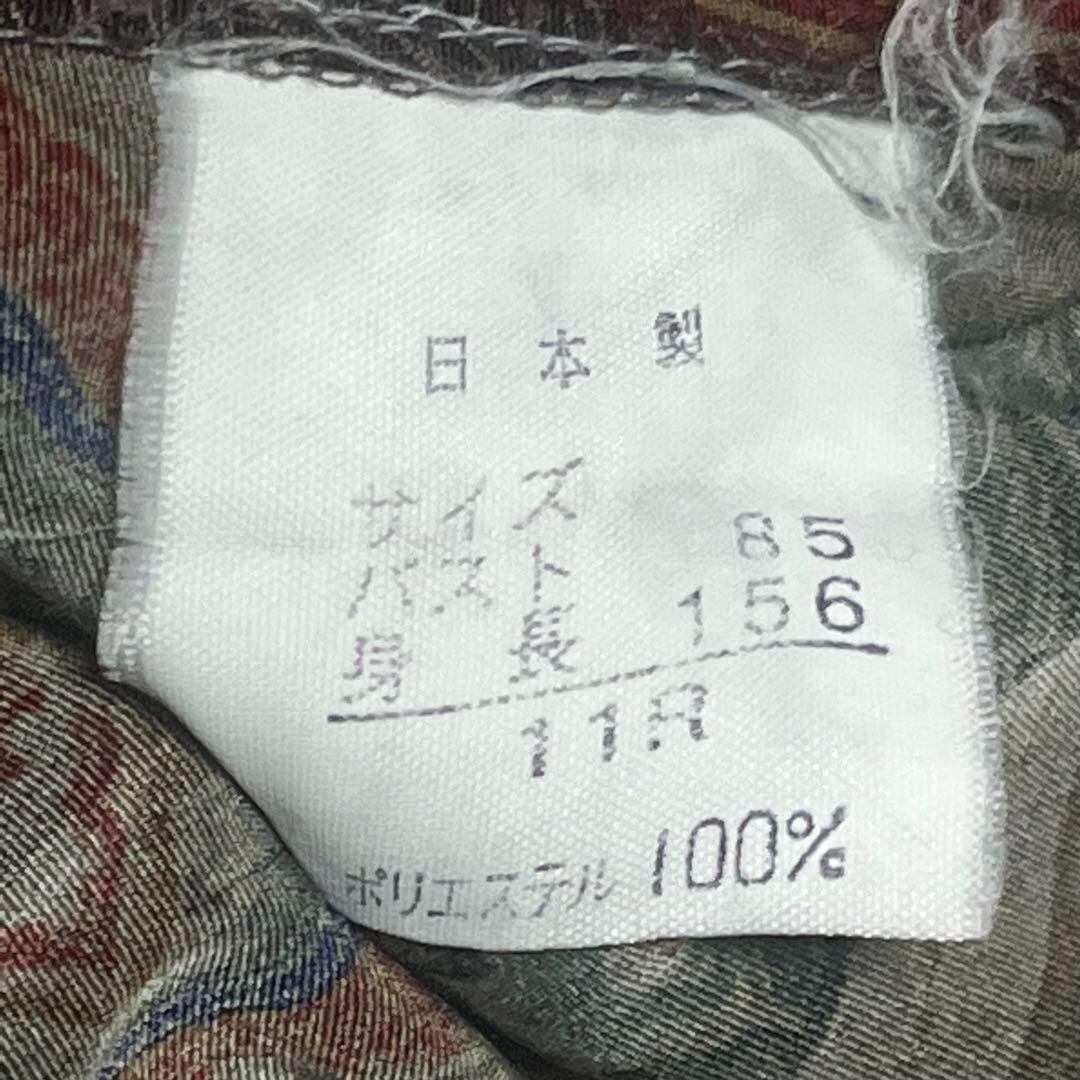 日本製
サイズ
バスト 85
身長 156
11R
ポリエステル 100%